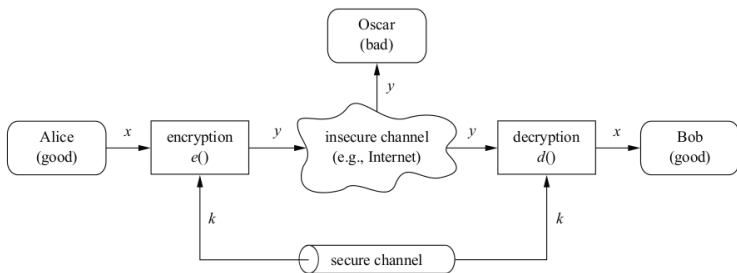 Oscar
(bad)
y
Alice
(good)
x
encryption
e()
y
insecure channel
(e.g., Internet)
y
decryption
d()
x
Bob
(good)
k
k
secure channel